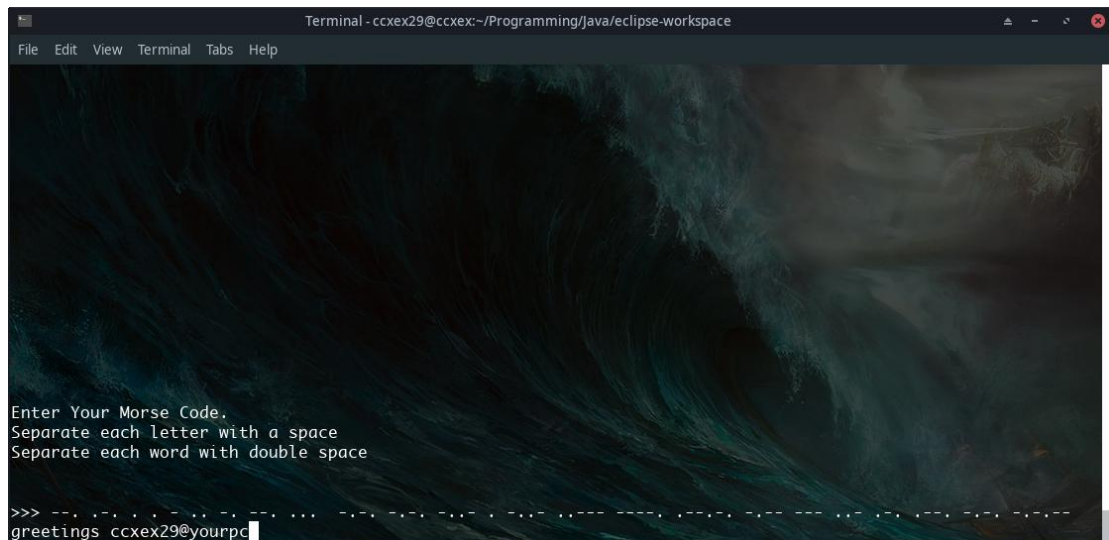 Terminal - ccxex29@ccxex:~/Programming/Java/eclipse-workspace
File Edit View Terminal Tabs Help
Enter Your Morse Code.
Separate each letter with a space
Separate each word with double space
>>> --. .-. . . - .. -. --. ...  -.-. -.-. -..- . -..- ..--- ----. .--.-. -.-- --- ..- .-. .--. -.-. -.-.--
greetings ccxex29@yourpc